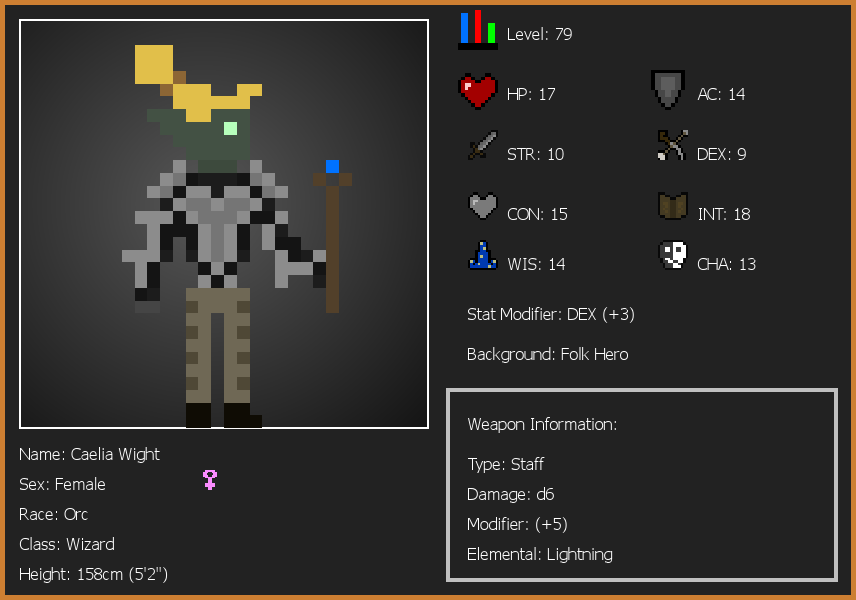 Level: 79
HP: 17
AC: 14
STR: 10
DEX: 9
CON: 15
INT: 18
WIS: 14
CHA: 13
Stat Modifier: DEX (+3)
Background: Folk Hero
Weapon Information:
Type: Staff
Damage: d6
Modifier: (+5)
Elemental: Lightning
Name: Caelia Wight
Sex: Female
Race: Orc
Class: Wizard
Height: 158cm (5'2")